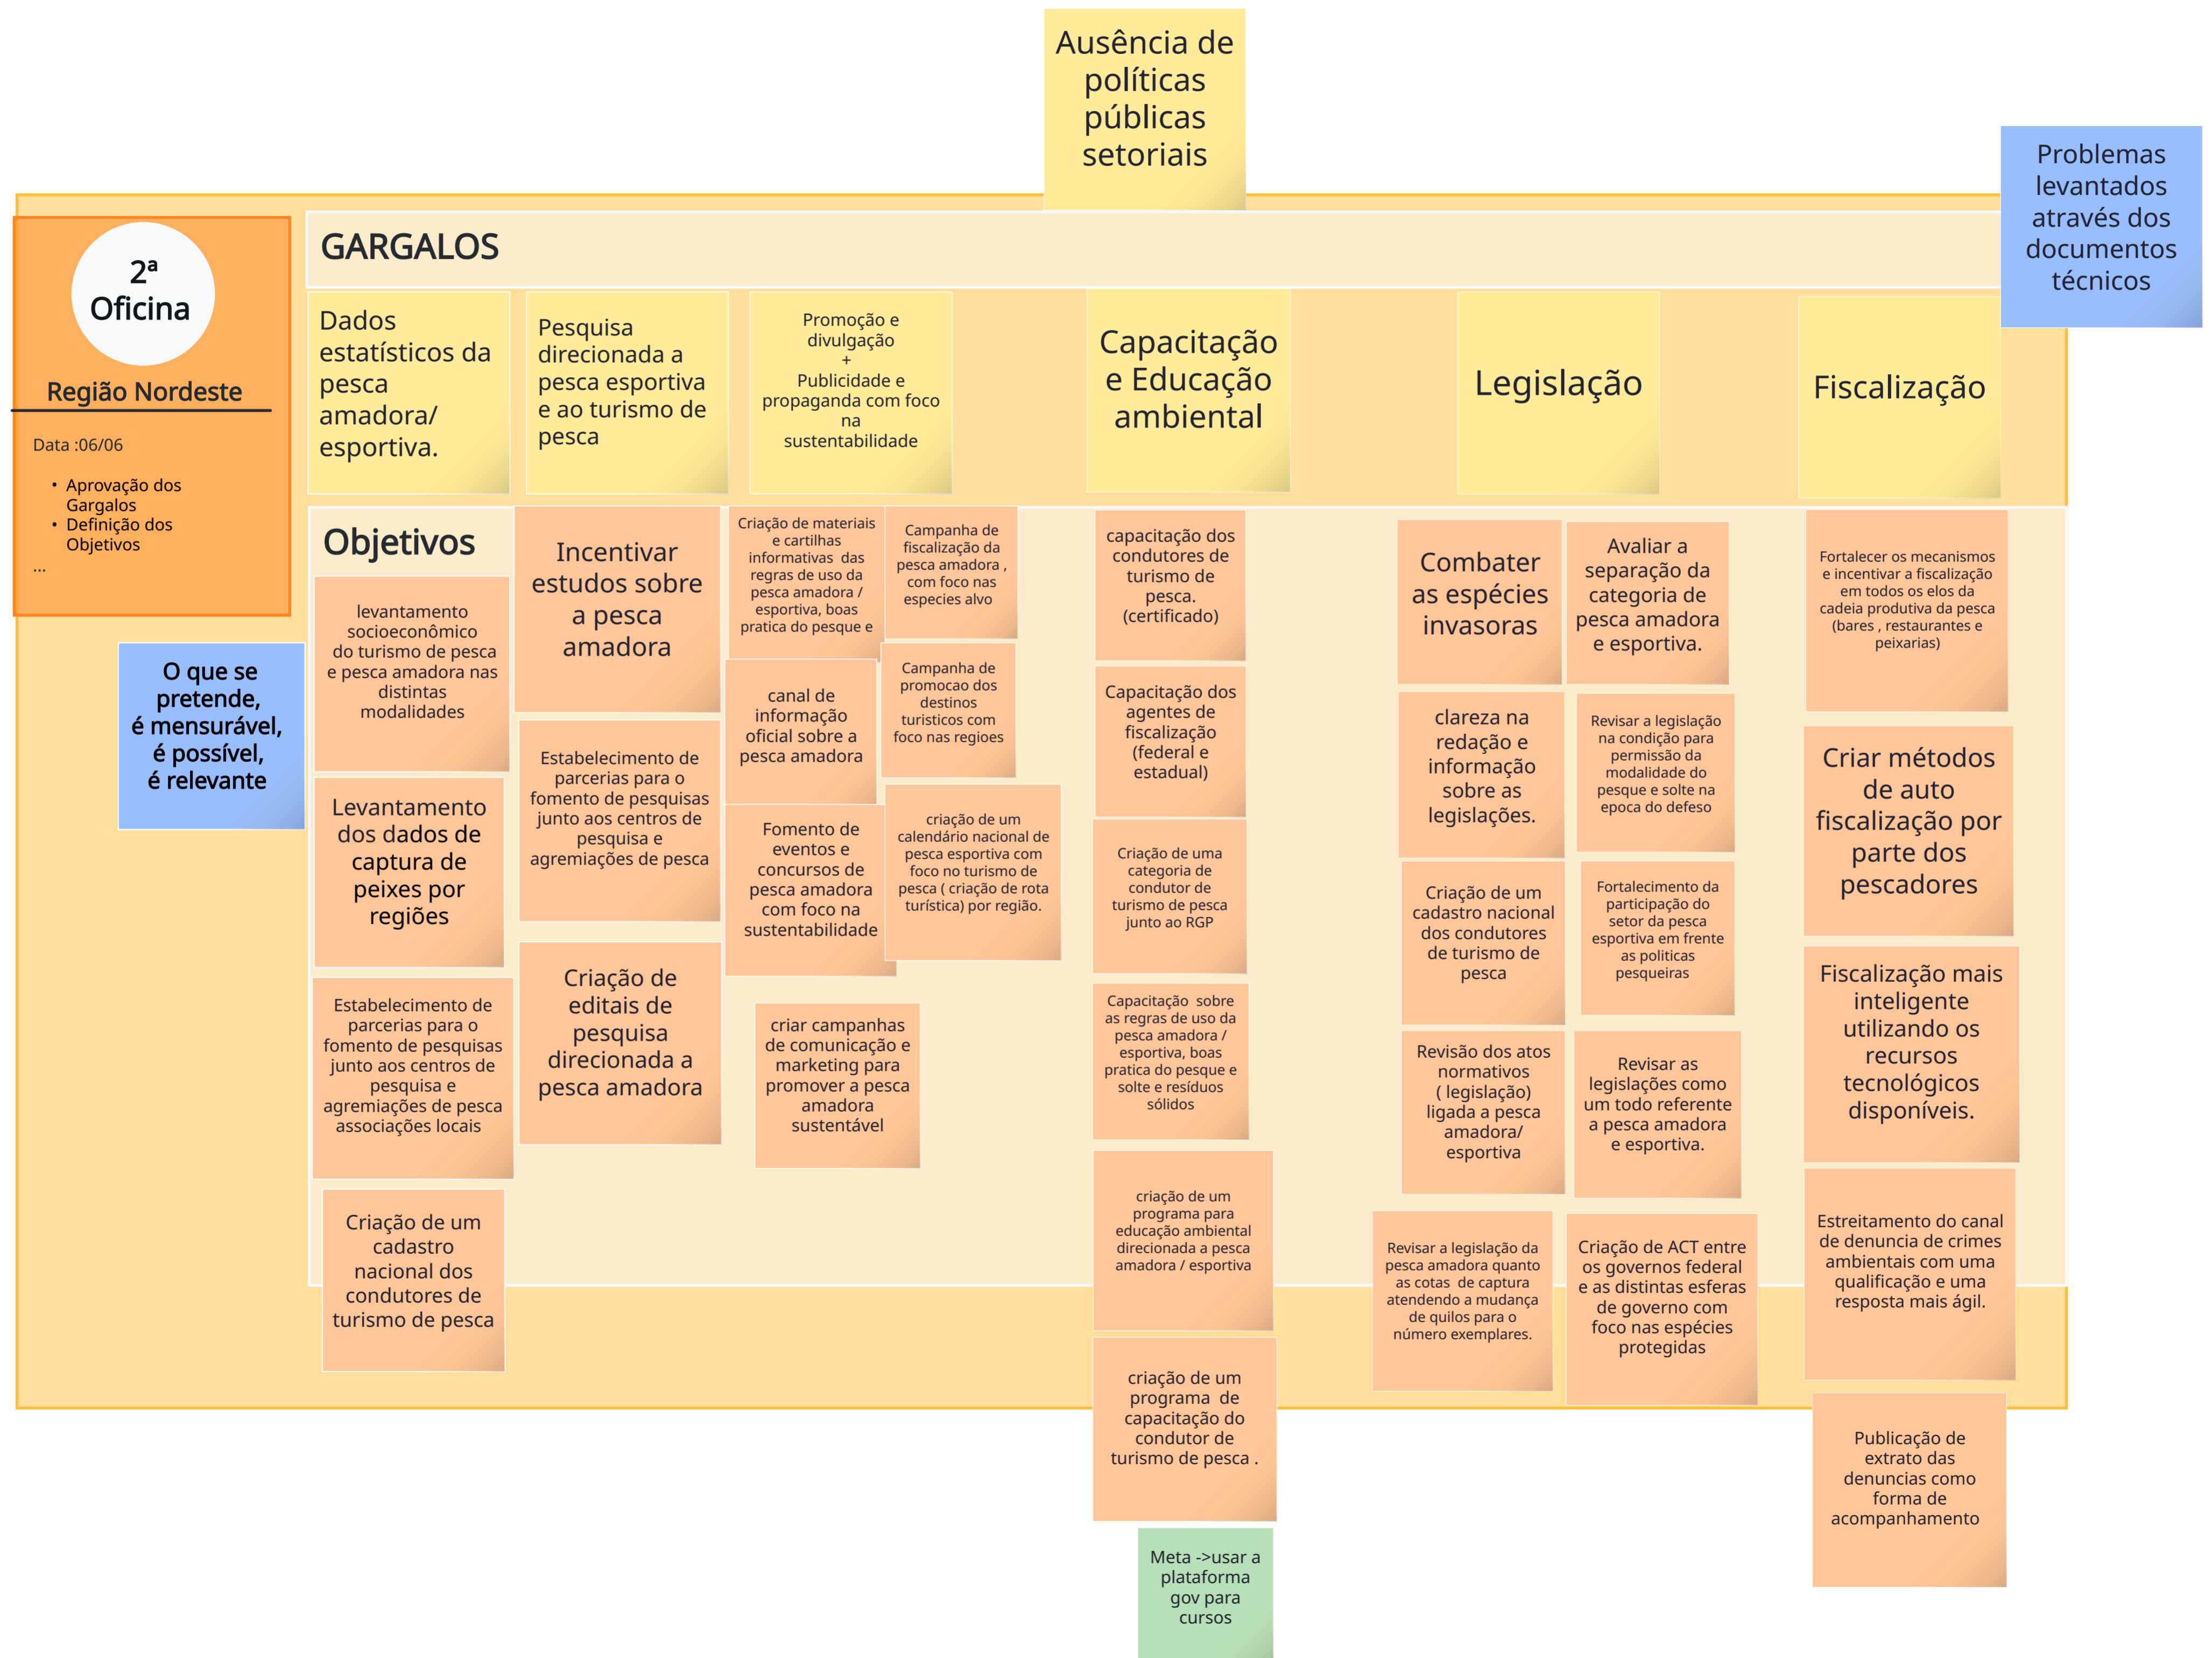 Ausência de
políticas
públicas
setoriais
Problemas
levantados
através dos
documentos
técnicos
2ª
Oficina
Região Nordeste
Data :06/06
• Aprovação dos
Gargalos
• Definição dos
Objetivos
...
O que se
pretende,
é mensurável,
é possível,
é relevante
GARGALOS
Dados
estatísticos da
pesca
amadora/
esportiva.
Pesquisa
direcionada a
pesca esportiva
e ao turismo de
pesca
Promoção e
divulgação
+
Publicidade e
propaganda com foco
na
sustentabilidade
Capacitação
e Educação
ambiental
Legislação
Fiscalização
Objetivos
levantamento
socioeconômico
do turismo de pesca
e pesca amadora nas
distintas
modalidades
Levantamento
dos dados de
captura de
peixes por
regiões
Estabelecimento de
parcerias para o
fomento de pesquisas
junto aos centros de
pesquisa e
agremiações de pesca
associações locais
Criação de um
cadastro
nacional dos
condutores de
turismo de pesca
Incentivar
estudos sobre
a pesca
amadora
Estabelecimento de
parcerias para o
fomento de pesquisas
junto aos centros de
pesquisa e
agremiações de pesca
Criação de
editais de
pesquisa
direcionada a
pesca amadora
Criação de materiais
e cartilhas
informativas das
regras de uso da
pesca amadora /
esportiva, boas
pratica do pesque e
Campanha de
fiscalização da
pesca amadora ,
com foco nas
especies alvo
canal de
informação
oficial sobre a
pesca amadora
Campanha de
promocao dos
destinos
turisticos com
foco nas regioes
Fomento de
eventos e
concursos de
pesca amadora
com foco na
sustentabilidade
criação de um
calendário nacional de
pesca esportiva com
foco no turismo de
pesca ( criação de rota
turística) por região.
criar campanhas
de comunicação e
marketing para
promover a pesca
amadora
sustentável
capacitação dos
condutores de
turismo de
pesca.
(certificado)
Capacitação dos
agentes de
fiscalização
(federal e
estadual)
Criação de uma
categoria de
condutor de
turismo de pesca
junto ao RGP
Capacitação sobre
as regras de uso da
pesca amadora /
esportiva, boas
pratica do pesque e
solte e resíduos
sólidos
criação de um
programa para
educação ambiental
direcionada a pesca
amadora / esportiva
criação de um
programa de
capacitação do
condutor de
turismo de pesca .
Meta ->usar a
plataforma
gov para
cursos
Combater
as espécies
invasoras
Avaliar a
separação da
categoria de
pesca amadora
e esportiva.
clareza na
redação e
informação
sobre as
legislações.
Revisar a legislação
na condição para
permissão da
modalidade do
pesque e solte na
epoca do defeso
Criação de um
cadastro nacional
dos condutores
de turismo de
pesca
Fortalecimento da
participação do
setor da pesca
esportiva em frente
as politicas
pesqueiras
Revisão dos atos
normativos
( legislação)
ligada a pesca
amadora/
esportiva
Revisar as
legislações como
um todo referente
a pesca amadora
e esportiva.
Revisar a legislação da
pesca amadora quanto
as cotas de captura
atendendo a mudança
de quilos para o
número exemplares.
Criação de ACT entre
os governos federal
e as distintas esferas
de governo com
foco nas espécies
protegidas
Fortalecer os mecanismos
e incentivar a fiscalização
em todos os elos da
cadeia produtiva da pesca
(bares , restaurantes e
peixarias)
Criar métodos
de auto
fiscalização por
parte dos
pescadores
Fiscalização mais
inteligente
utilizando os
recursos
tecnológicos
disponíveis.
Estreitamento do canal
de denuncia de crimes
ambientais com uma
qualificação e uma
resposta mais ágil.
Publicação de
extrato das
denuncias como
forma de
acompanhamento